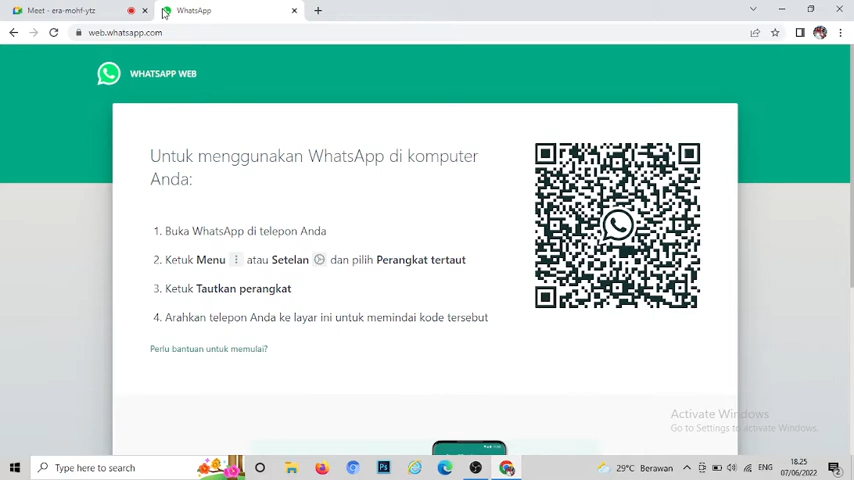 Meet - era-mohf-ytz
WhatsApp
web.whatsapp.com
WHATSAPP WEB
Untuk menggunakan WhatsApp di komputer
Anda:
1. Buka WhatsApp di telepon Anda
2. Ketuk Menu atau Setelan dan pilih Perangkat tertaut
3. Ketuk Tautkan perangkat
4. Arahkan telepon Anda ke layar ini untuk memindai kode tersebut
Perlu bantuan untuk memulai?
Activate Windows
Go to Settings to activate Windows.
Type here to search
Ps
29°C Berawan
ENG
18.25
07/06/2022
2